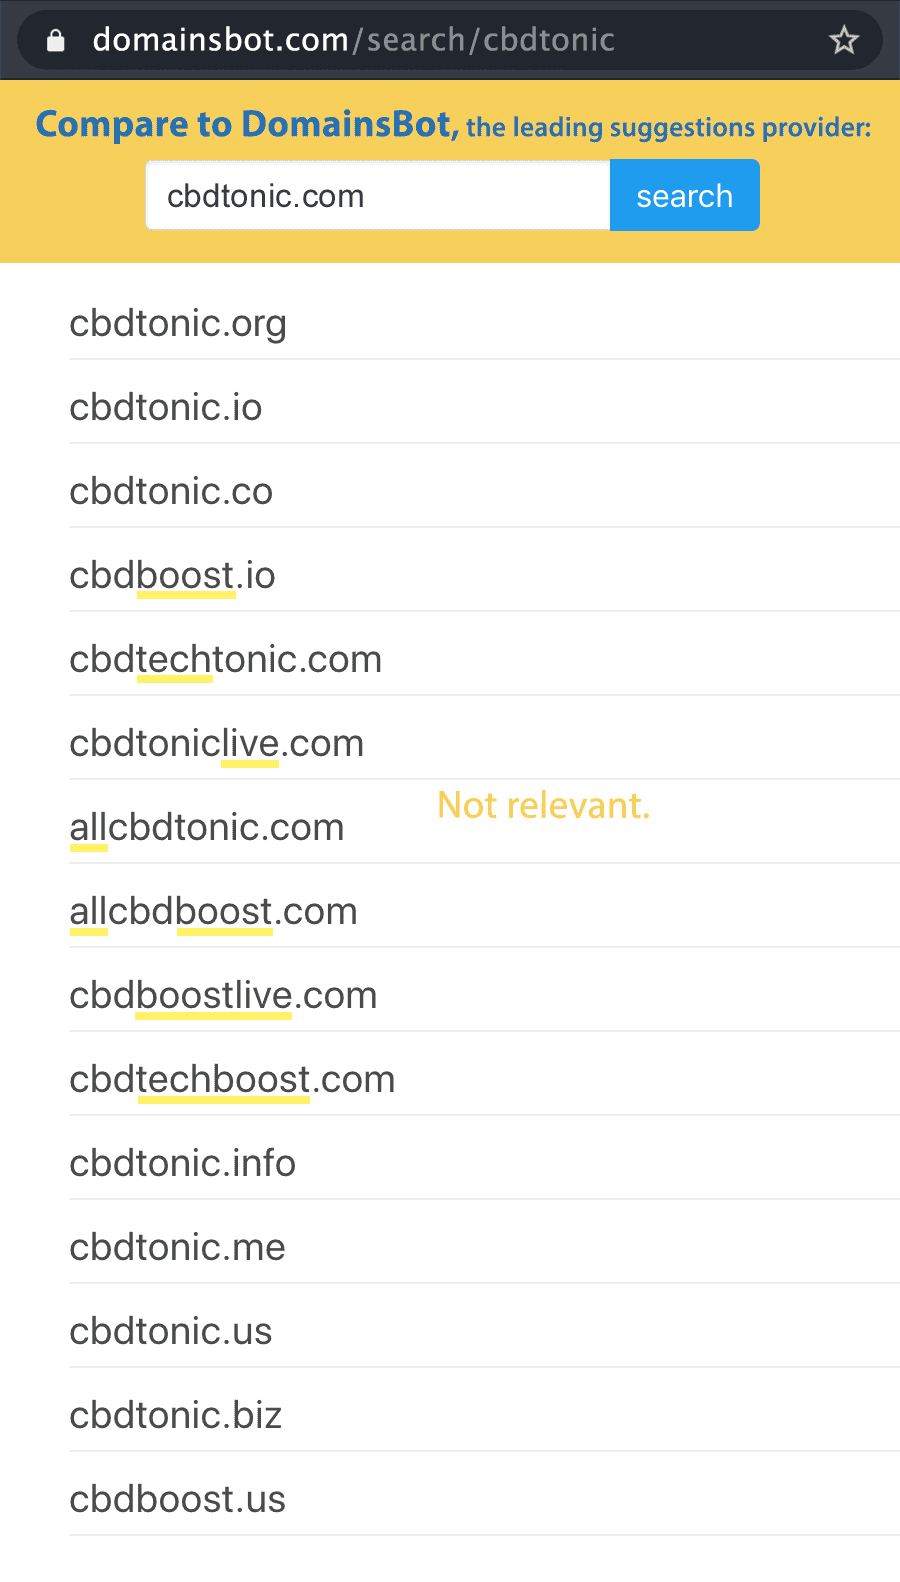 domainsbot.com/search/cbdtonic
Compare to DomainsBot, the leading suggestions provider:
cbdtonic.com search
cbdtonic.org
cbdtonic.io
cbdtonic.co
cbdboost.io
cbdtechtonic.com
cbdtoniclive.com
Not relevant.
allcbdtonic.com
allcbdboost.com
cbdboostlive.com
cbdtechboost.com
cbdtonic.info
cbdtonic.me
cbdtonic.us
cbdtonic.biz
cbdboost.us